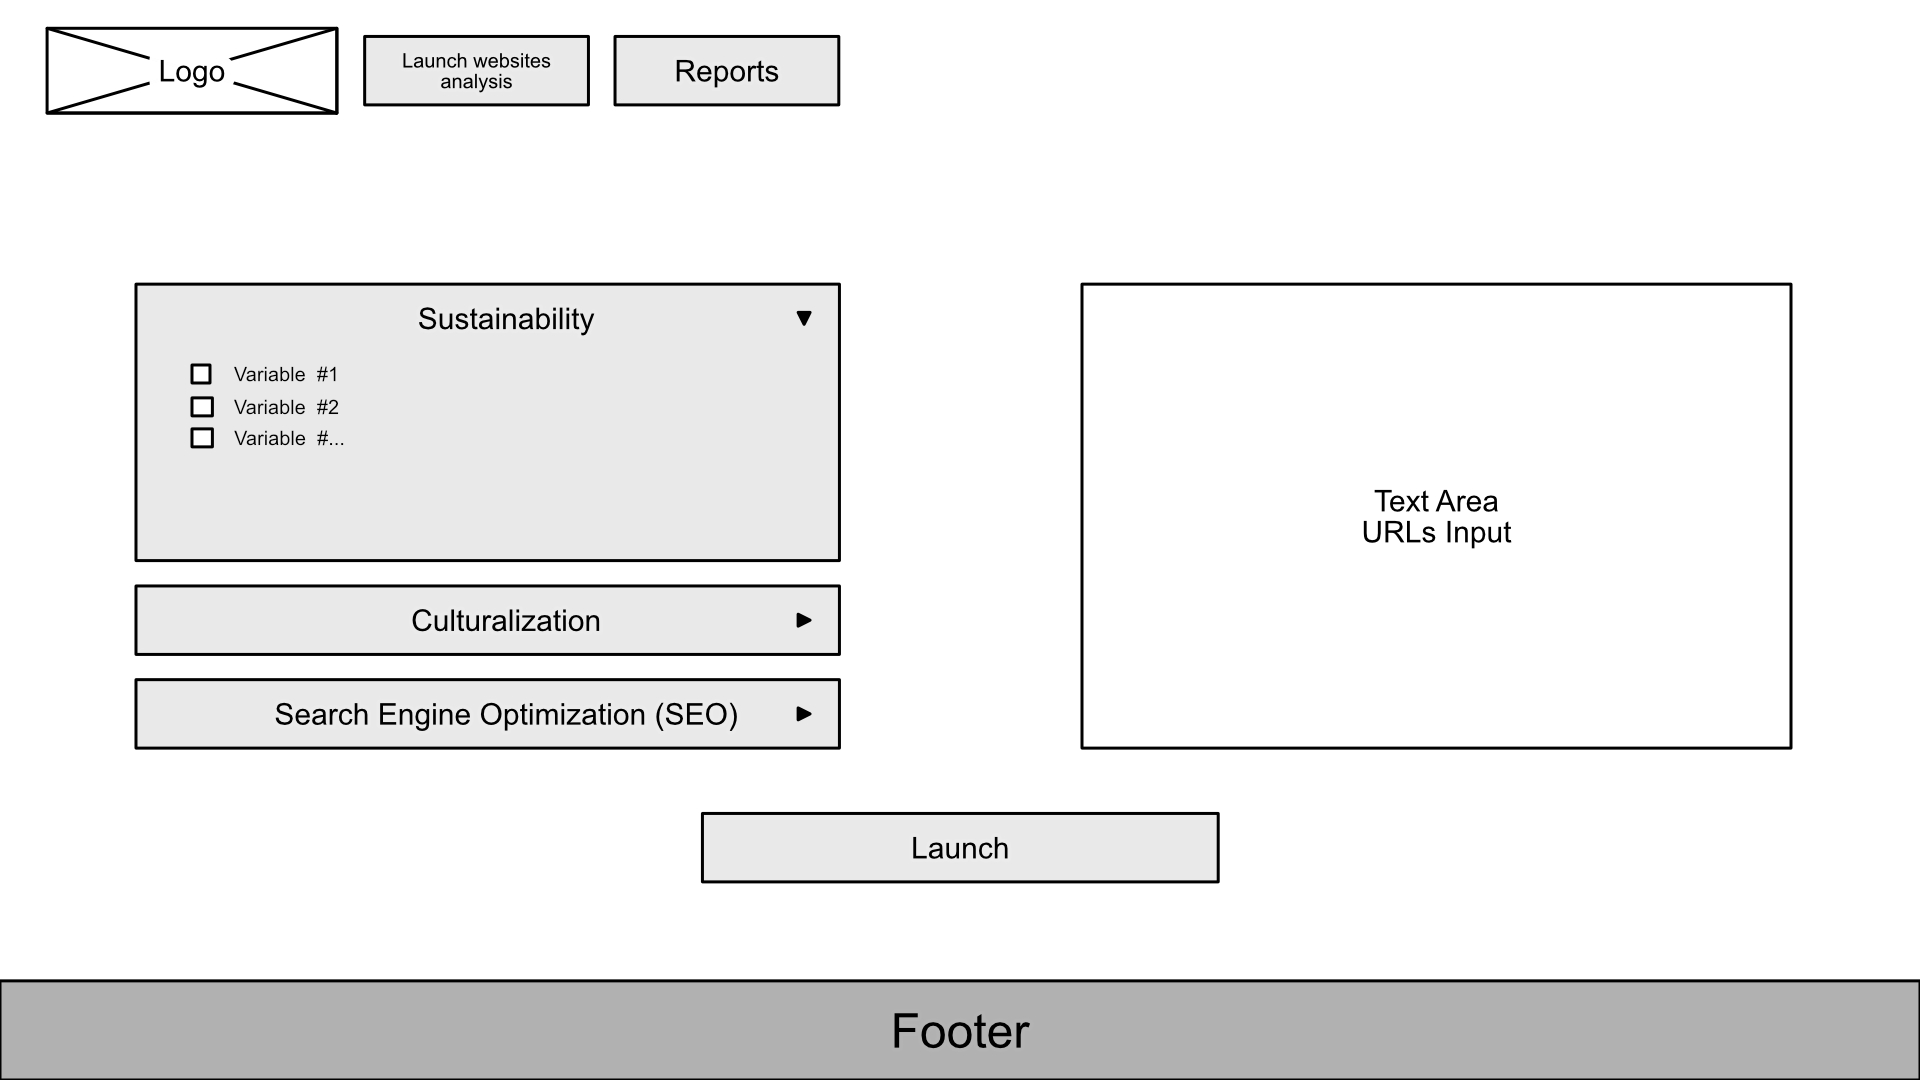 Logo
Launch websites
analysis
Reports
Sustainability
Variable #1
Variable #2
Variable #...
Culturalization
Search Engine Optimization (SEO)
Text Area
URLs Input
Launch
Footer